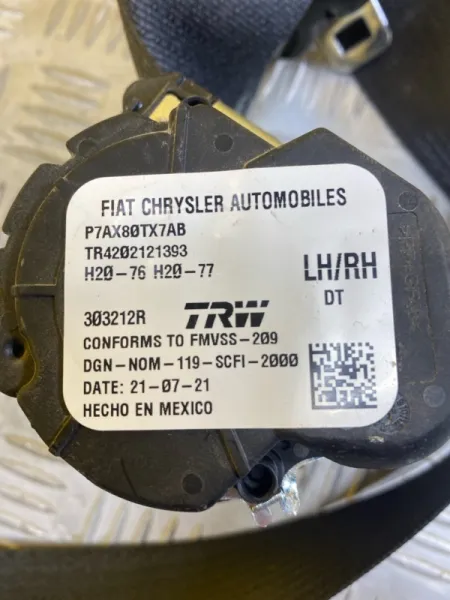 FIAT CHRYSLER AUTOMOBILES
P7AX80TX7AB
TR4202121393
H20-76 H20-77
LH/RH
DT
303212R
TRW
CONFORMS TO FMVSS-209
DGN-NOM-119-SCFI-2000
DATE: 21-07-21
HECHO EN MEXICO